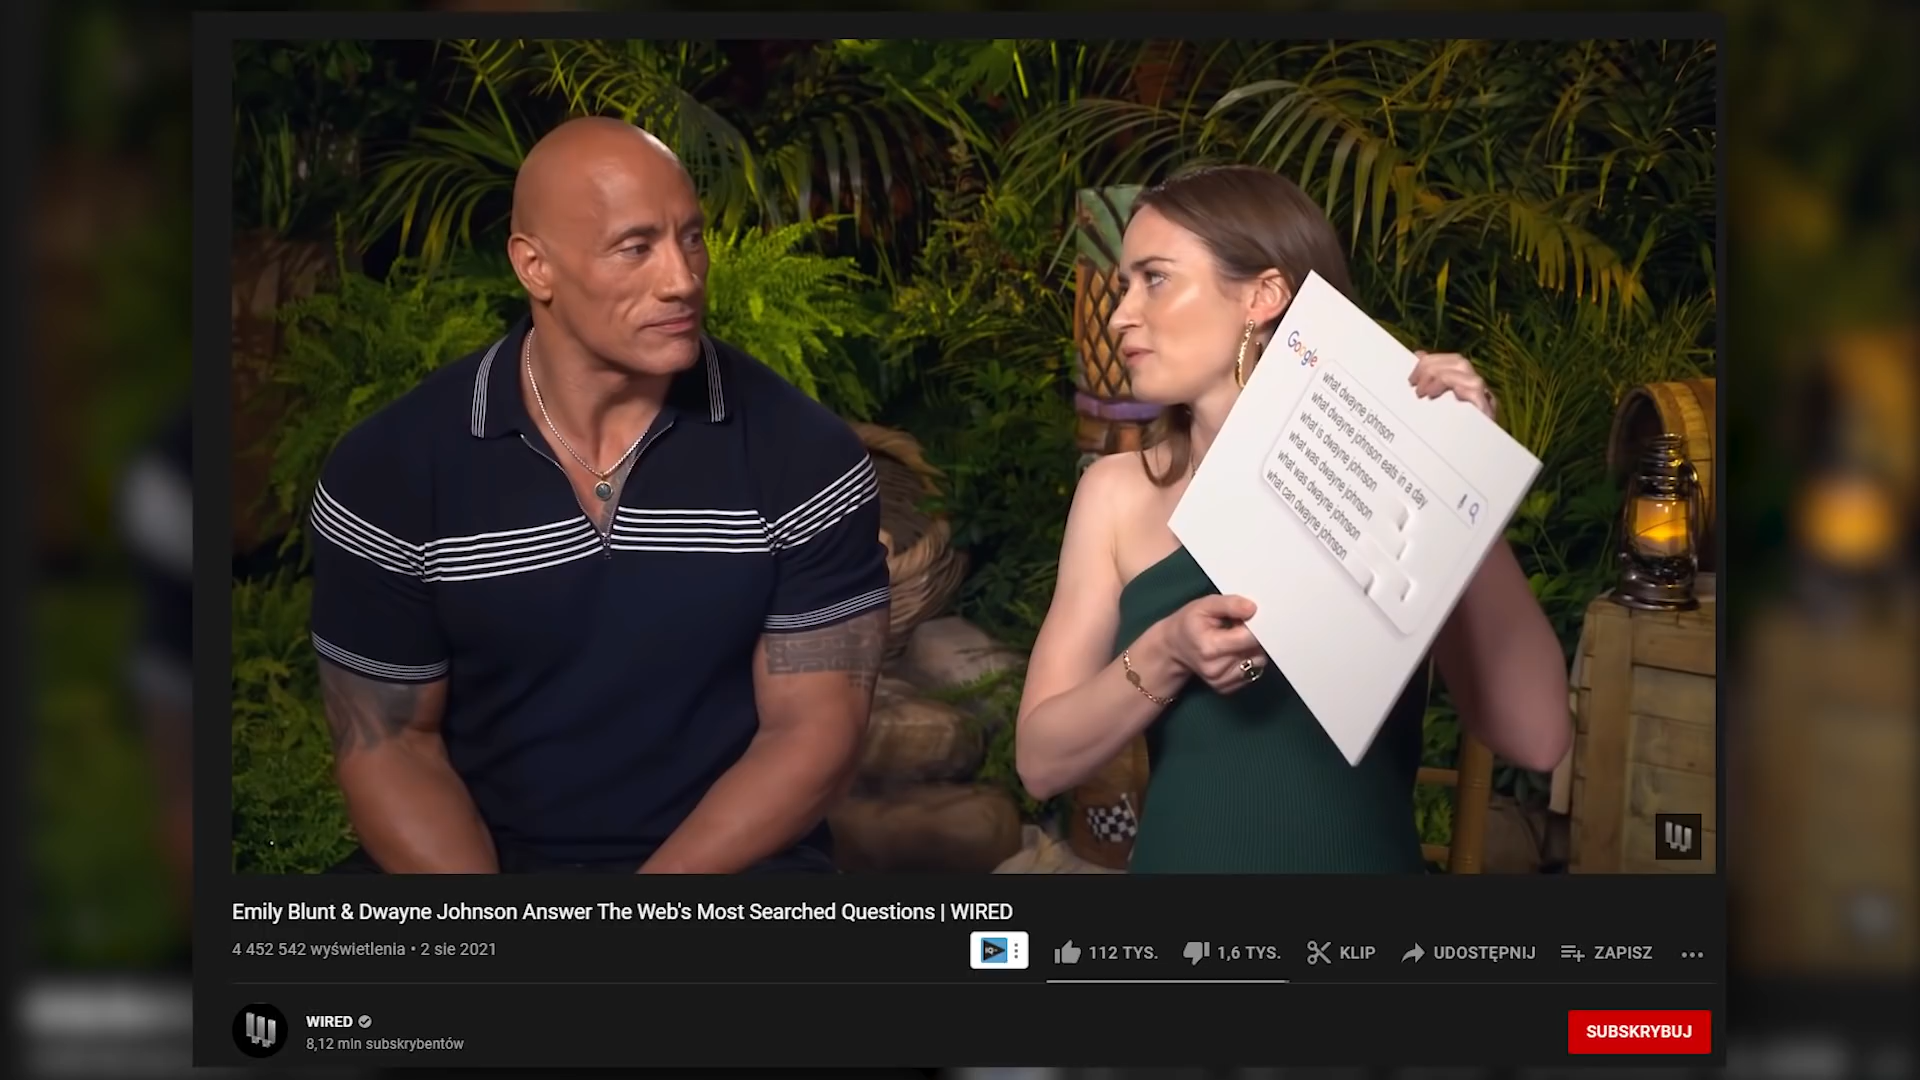 Google
what dwayne johnson
what dwayne johnson eats in a day
what is dwayne johnson
what was dwayne johnson
what was dwayne johnson
what can dwayne johnson
Emily Blunt & Dwayne Johnson Answer The Web's Most Searched Questions | WIRED
4 452 542 wyświetlenia • 2 sie 2021
112 TYS. 1,6 TYS. KLIP UDOSTĘPNIJ ZAPISZ
WIRED
8,12 mln subskrybentów
SUBSKRYBUJ